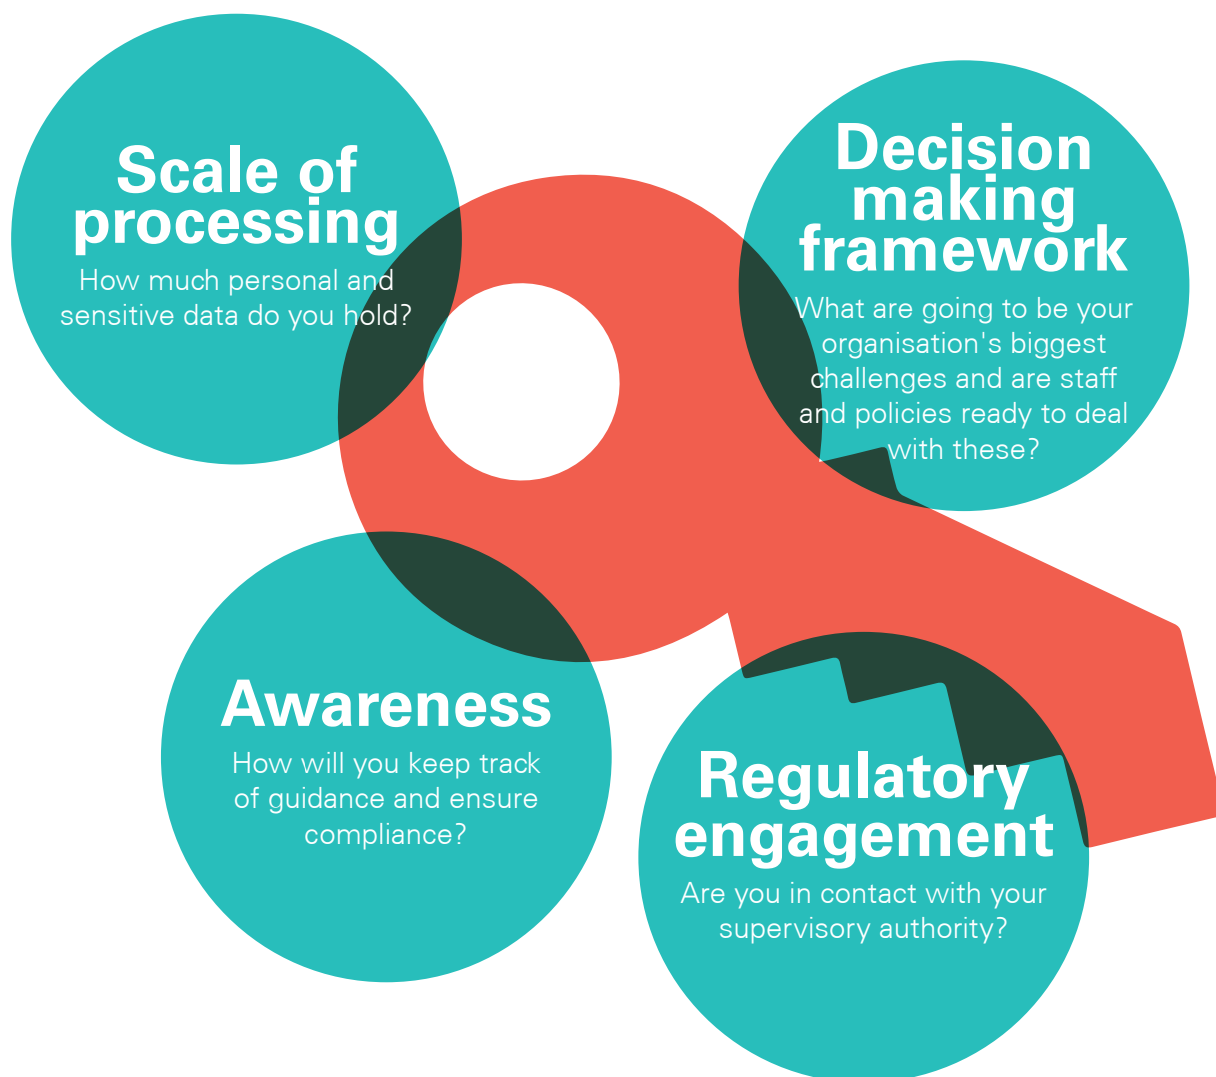 Scale of
processing
How much personal and
sensitive data do you hold?
Decision
making
framework
What are going to be your
organisation's biggest
challenges and are staff
and policies ready to deal
with these?
Awareness
How will you keep track
of guidance and ensure
compliance?
Regulatory
engagement
Are you in contact with your
supervisory authority?